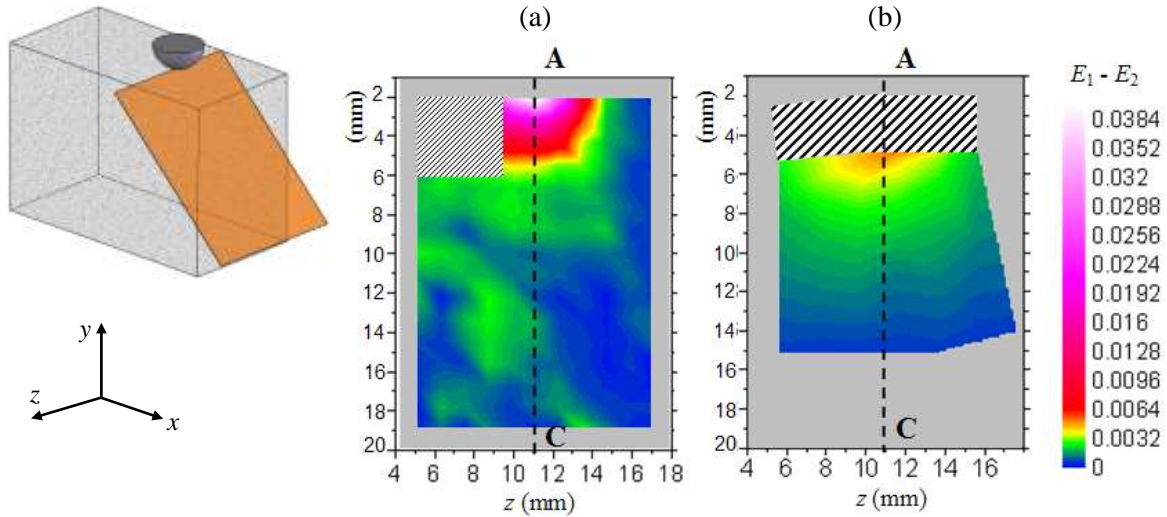 (a)
(b)
A
A
E1 - E2
(mm)
2
4
6
8
10
12
14
16
18
20
(mm)
2
4
6
8
10
12
14
16
18
20
0.0384
0.0352
0.032
0.0288
0.0256
0.0224
0.0192
0.016
0.0128
0.0096
0.0064
0.0032
0
y
z
x
C
C
4 6 8 10 12 14 16 18
4 6 8 10 12 14 16
z (mm)
z (mm)